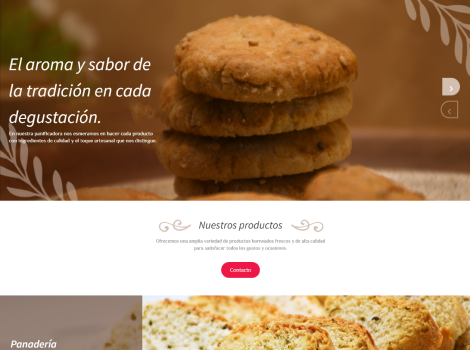 El aroma y sabor de
la tradición en cada
degustación.
En nuestra panificadora nos esmeramos en hacer cada producto
con ingredientes de calidad y el toque artesanal que nos distingue.
Nuestros productos
Ofrecemos una amplia variedad de productos horneados frescos y de alta calidad
para satisfacer todos los gustos y ocasiones.
Contacto
Panadería